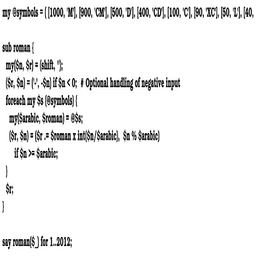 my @symbols = ( [1000, 'M'], [900, 'CM'], [500, 'D'], [400, 'CD'], [100, 'C'], [90, 'XC'], [50, 'L'], [40,
sub roman {
my($n, $r) = (shift, '');
($r, $n) = ('-', -$n) if $n < 0; # Optional handling of negative input
foreach my $s (@symbols) {
my($arabic, $roman) = @$s;
($r, $n) = ($r .= $roman x int($n/$arabic), $n % $arabic)
if $n >= $arabic;
}
$r;
}
say roman($_) for 1..2012;